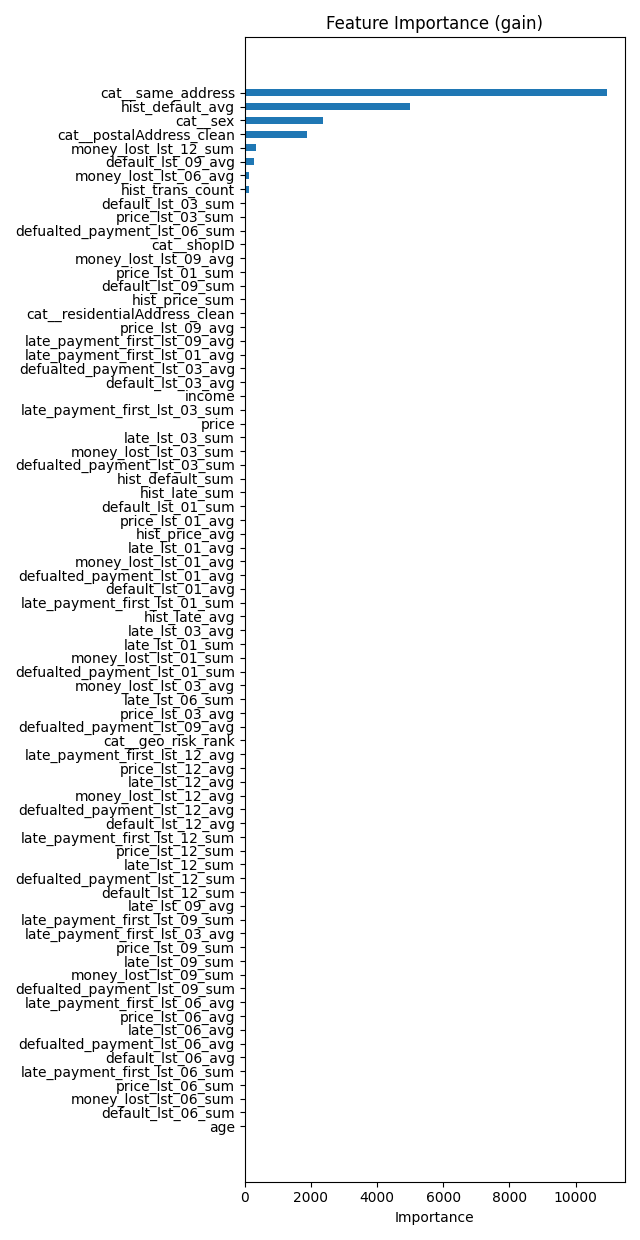 Feature Importance (gain)
cat__same_address
hist_default_avg
cat__sex
cat__postalAddress_clean
money_lost_lst_12_sum
default_lst_09_avg
money_lost_lst_06_avg
hist_trans_count
default_lst_03_sum
price_lst_03_sum
defualted_payment_lst_06_sum
cat__shopID
money_lost_lst_09_avg
price_lst_01_sum
default_lst_09_sum
hist_price_sum
cat__residentialAddress_clean
price_lst_09_avg
late_payment_first_lst_09_avg
late_payment_first_lst_01_avg
defualted_payment_lst_03_avg
default_lst_03_avg
income
late_payment_first_lst_03_sum
price
late_lst_03_sum
money_lost_lst_03_sum
defualted_payment_lst_03_sum
hist_default_sum
hist_late_sum
default_lst_01_sum
price_lst_01_avg
hist_price_avg
late_lst_01_avg
money_lost_lst_01_avg
defualted_payment_lst_01_avg
default_lst_01_avg
late_payment_first_lst_01_sum
hist_late_avg
late_lst_03_avg
late_lst_01_sum
money_lost_lst_01_sum
defualted_payment_lst_01_sum
money_lost_lst_03_avg
late_lst_06_sum
price_lst_03_avg
defualted_payment_lst_09_avg
cat__geo_risk_rank
late_payment_first_lst_12_avg
price_lst_12_avg
late_lst_12_avg
money_lost_lst_12_avg
defualted_payment_lst_12_avg
default_lst_12_avg
late_payment_first_lst_12_sum
price_lst_12_sum
late_lst_12_sum
defualted_payment_lst_12_sum
default_lst_12_sum
late_lst_09_avg
late_payment_first_lst_09_sum
late_payment_first_lst_03_avg
price_lst_09_sum
late_lst_09_sum
money_lost_lst_09_sum
defualted_payment_lst_09_sum
late_payment_first_lst_06_avg
price_lst_06_avg
late_lst_06_avg
defualted_payment_lst_06_avg
default_lst_06_avg
late_payment_first_lst_06_sum
price_lst_06_sum
money_lost_lst_06_sum
default_lst_06_sum
age
0 2000 4000 6000 8000 10000
Importance